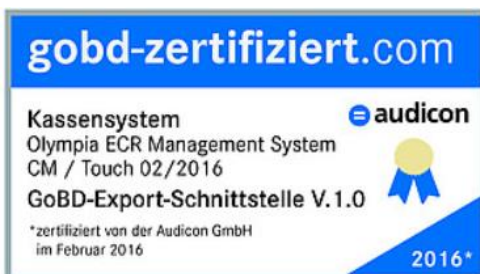 gobd-zertifiziert.com
Kassensystem
audicon
Olympia ECR Management System
CM / Touch 02/2016
GoBD-Export-Schnittstelle V.1.0
*zertifiziert von der Audicon GmbH
im Februar 2016
2016*